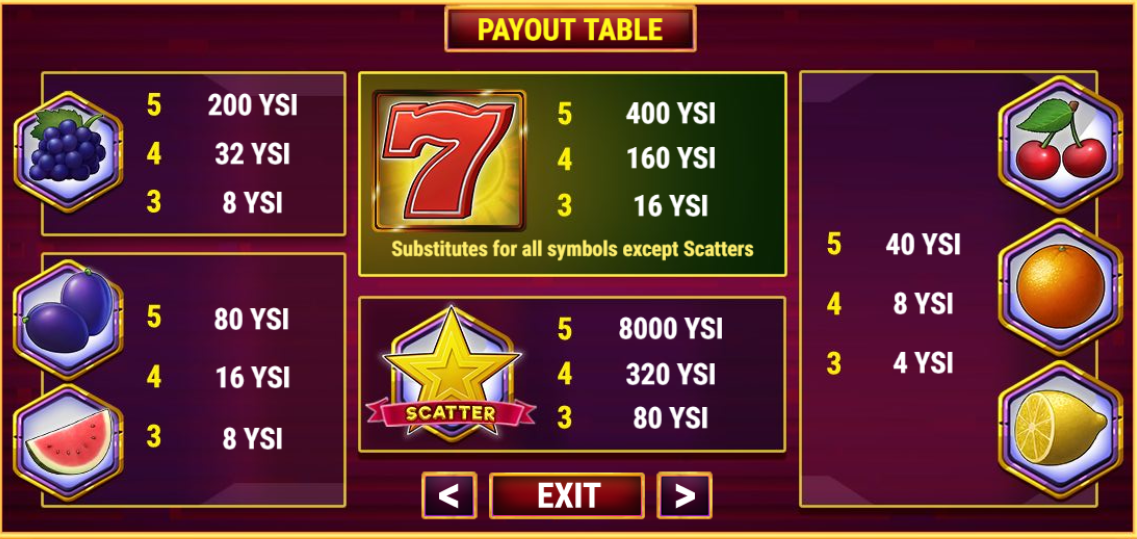 PAYOUT TABLE
5 200 YSI
4 32 YSI
3 8 YSI
5 80 YSI
4 16 YSI
3 8 YSI
7
5 400 YSI
4 160 YSI
3 16 YSI
Substitutes for all symbols except Scatters
SCATTER
5 8000 YSI
4 320 YSI
3 80 YSI
5 40 YSI
4 8 YSI
3 4 YSI
< EXIT >